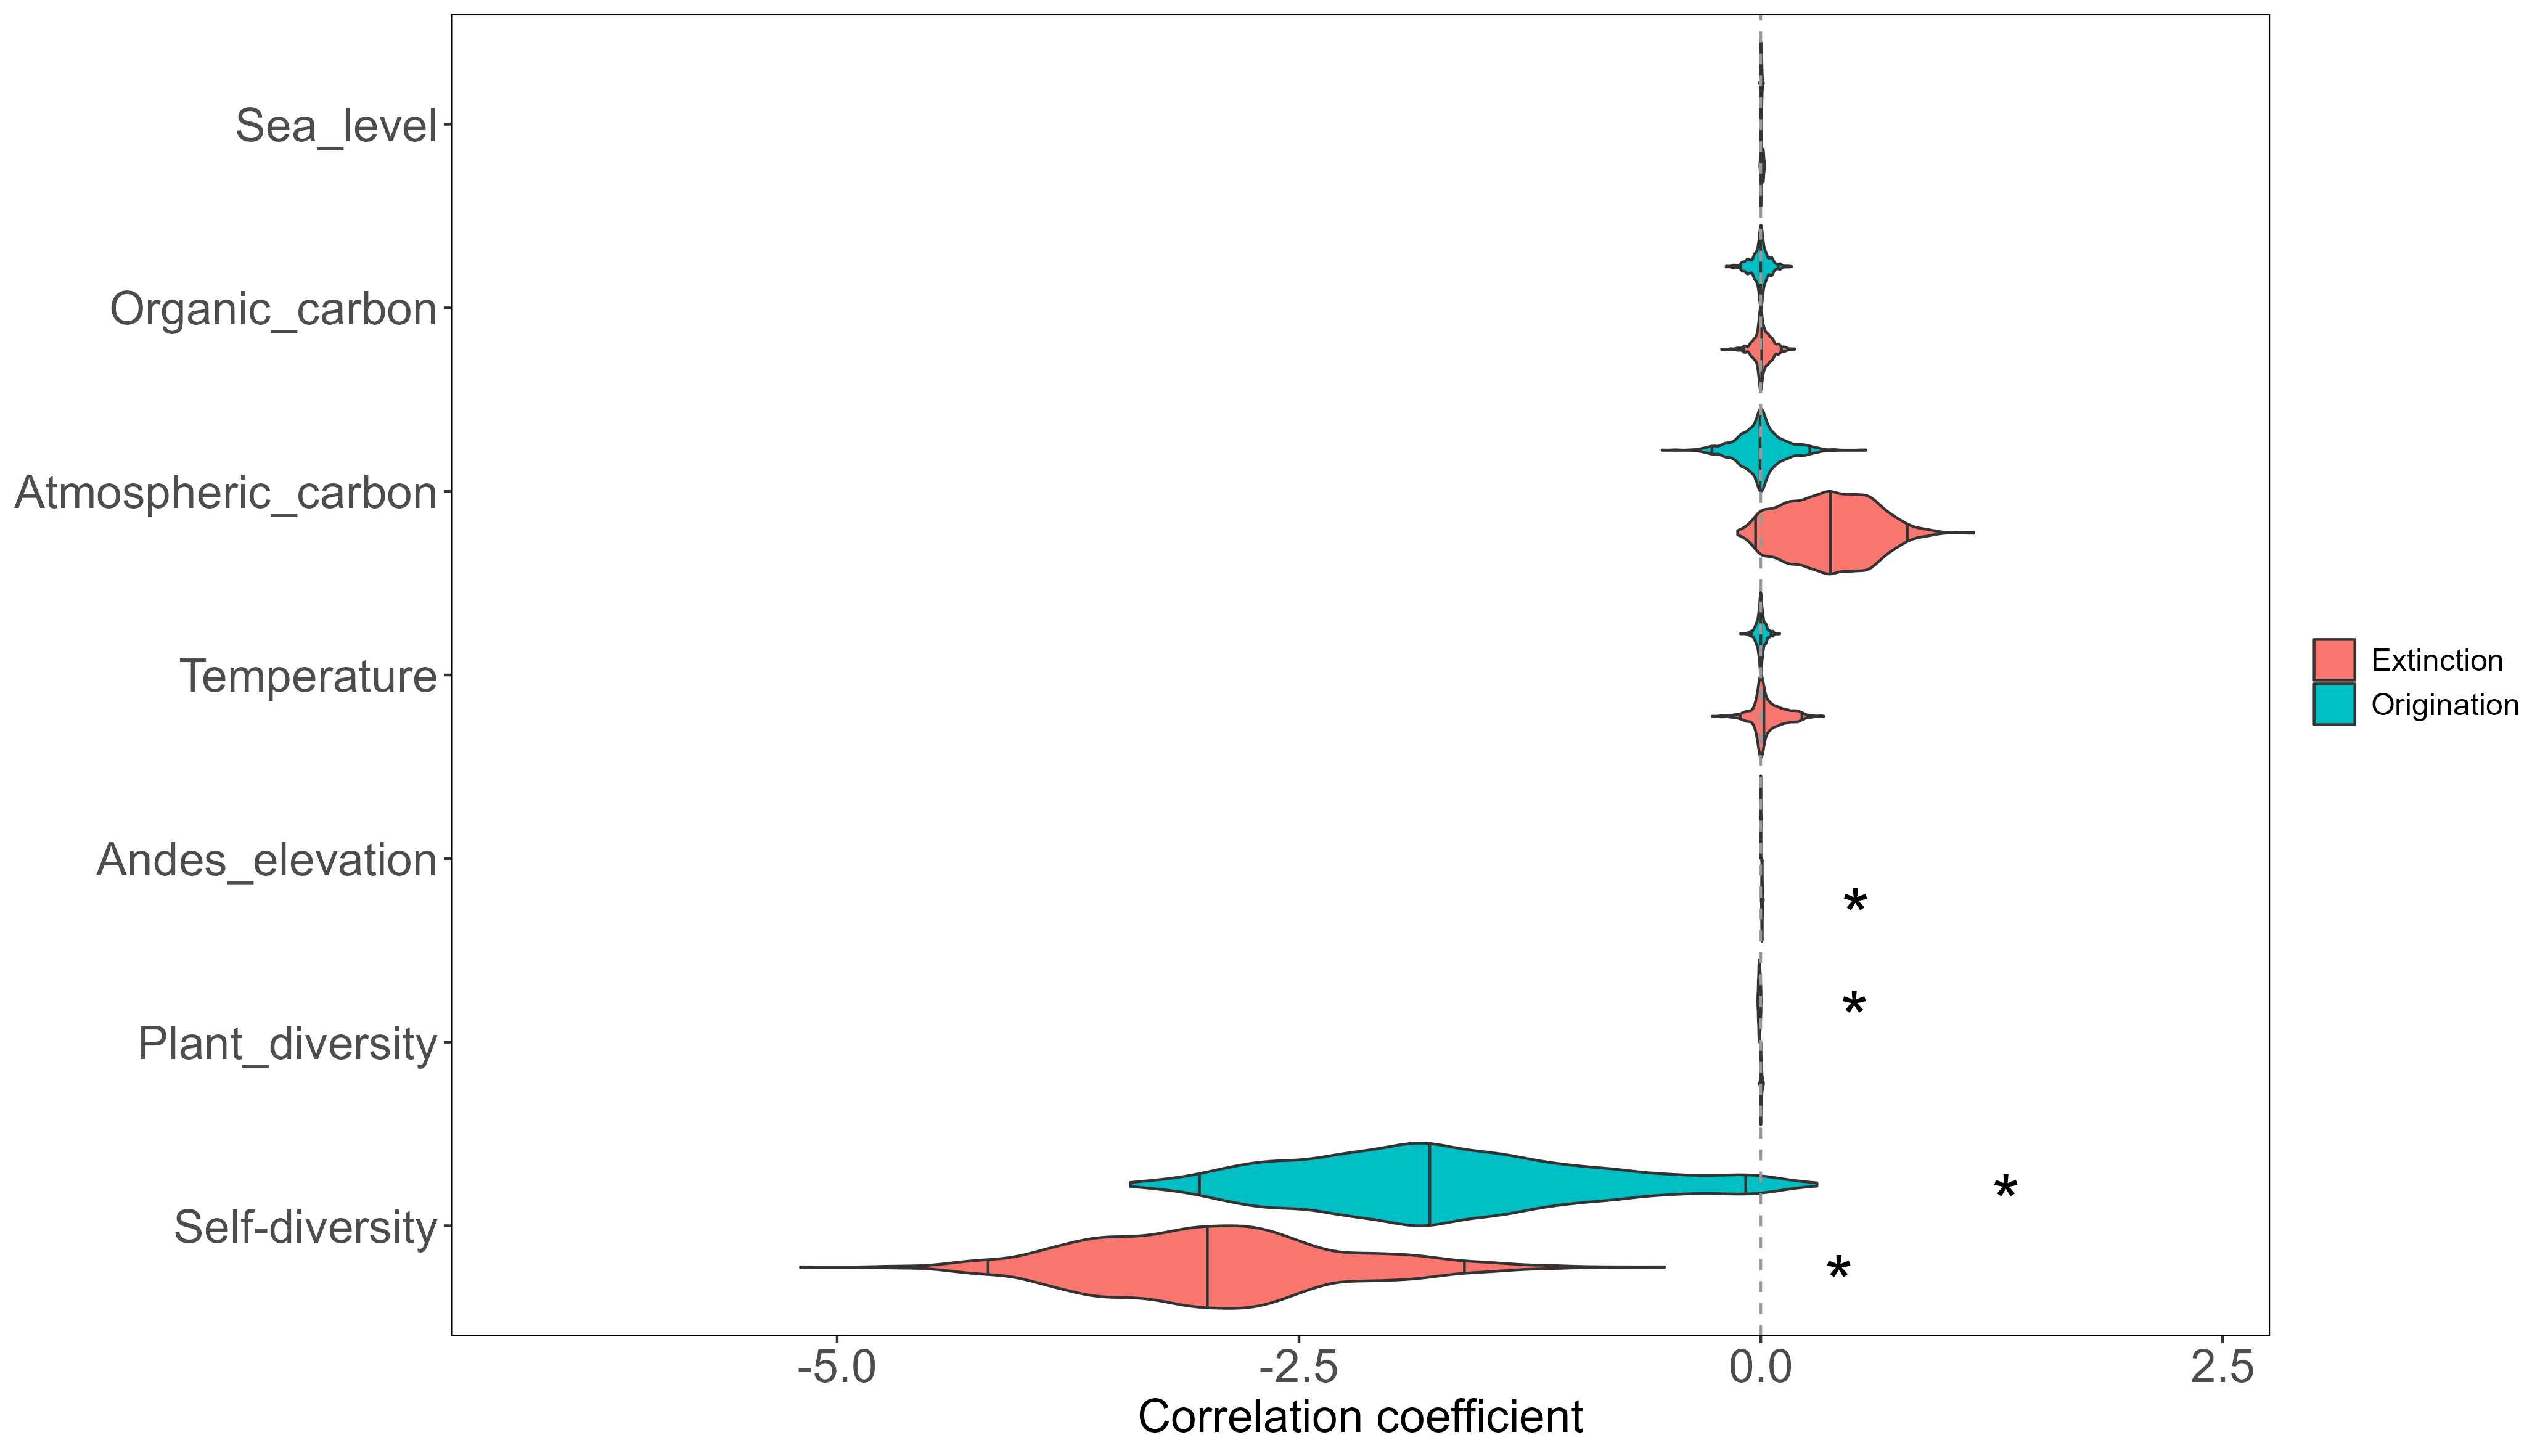 Sea_level
Organic_carbon
Atmospheric_carbon
Temperature
Extinction
Origination
Andes_elevation
*
Plant_diversity
*
Self-diversity
*
*
-5.0
-2.5
0.0
2.5
Correlation coefficient